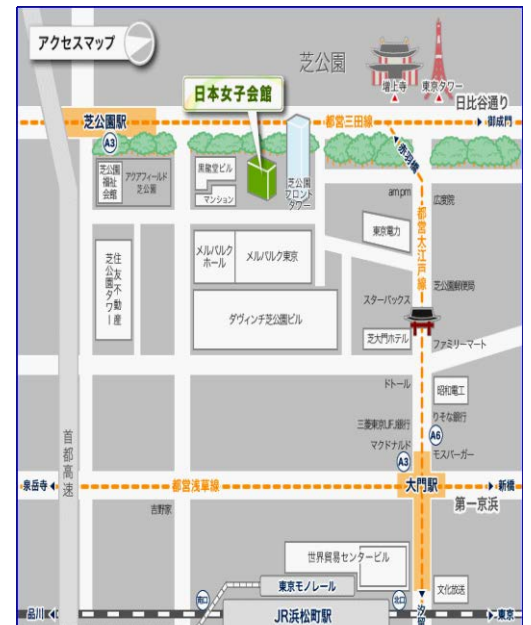 アクセスマップ
芝公園
増上寺
東京タワー
日本女子会館
日比谷通り
芝公園駅
都営三田線
御成門
A3
赤羽橋
芝公園
福祉
会館
アクアフィールド
芝公園
黒龍堂ビル
マンション
芝公園
フロント
タワー
am pm
広度院
東京電力
都営大江戸線
メルパルク
ホール
メルパルク東京
住友不動産
芝公園タワー
スターバックス
芝公園郵便局
ダヴィンチ芝公園ビル
芝大門ホテル
ファミリーマート
ドトール
昭和電工
三菱東京UFJ銀行
りそな銀行
A6
マクドナルド
モスバーガー
A3
首都高速
泉岳寺
都営浅草線
大門駅
新橋
第一京浜
吉野家
世界貿易センタービル
東京モノレール
文化放送
南口
北口
汐留
品川
JR浜松町駅
東京